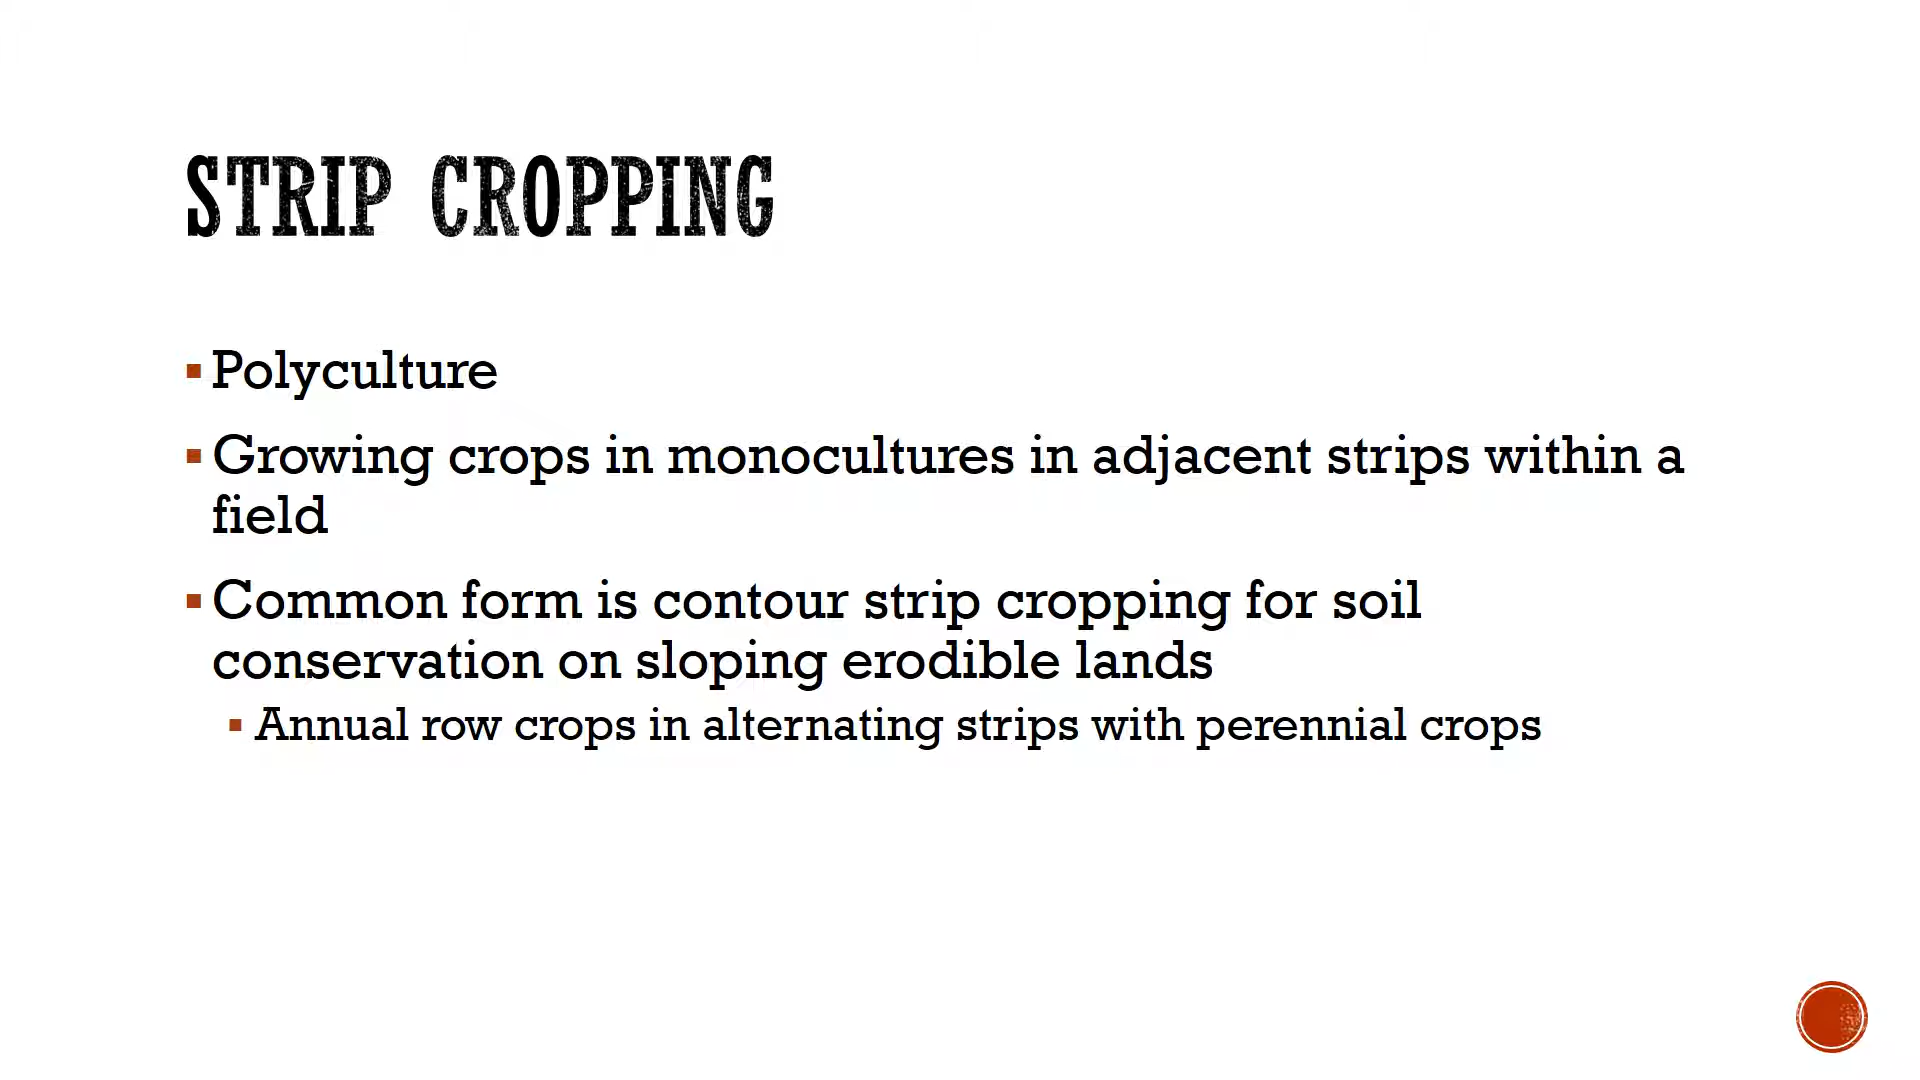 STRIP CROPPING
▪ Polyculture
▪ Growing crops in monocultures in adjacent strips within a
field
▪ Common form is contour strip cropping for soil
conservation on sloping erodible lands
▪ Annual row crops in alternating strips with perennial crops